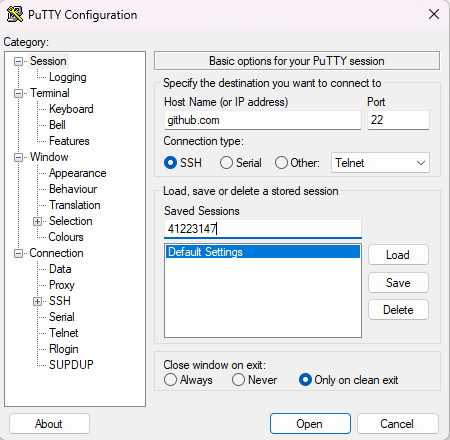 PuTTY Configuration
Category:
Session
Logging
Terminal
Keyboard
Bell
Features
Window
Appearance
Behaviour
Translation
Selection
Colours
Connection
Data
Proxy
SSH
Serial
Telnet
Rlogin
SUPDUP
Basic options for your PuTTY session
Specify the destination you want to connect to
Host Name (or IP address) Port
github.com 22
Connection type:
SSH Serial Other: Telnet
Load, save or delete a stored session
Saved Sessions
41223147
Default Settings
Load
Save
Delete
Close window on exit:
Always Never Only on clean exit
About Open Cancel